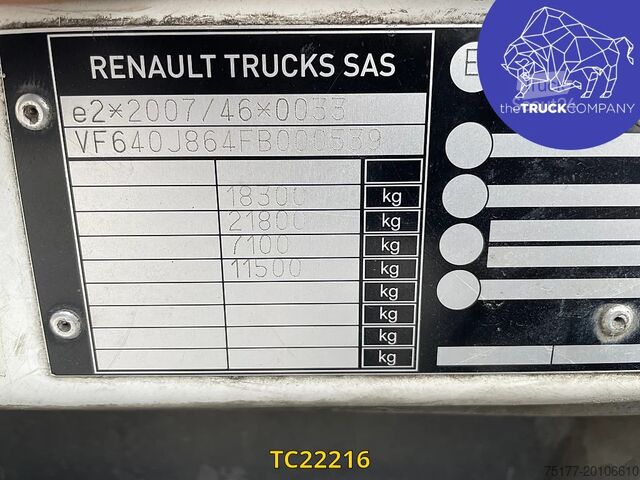 RENAULT TRUCKS SAS
e2*2007/46*0033
VF640J864FB000539
18300 kg
21800 kg
7100 kg
11500 kg
kg
kg
kg
kg
theTRUCKCOMPANY
TC22216
75177-20106610